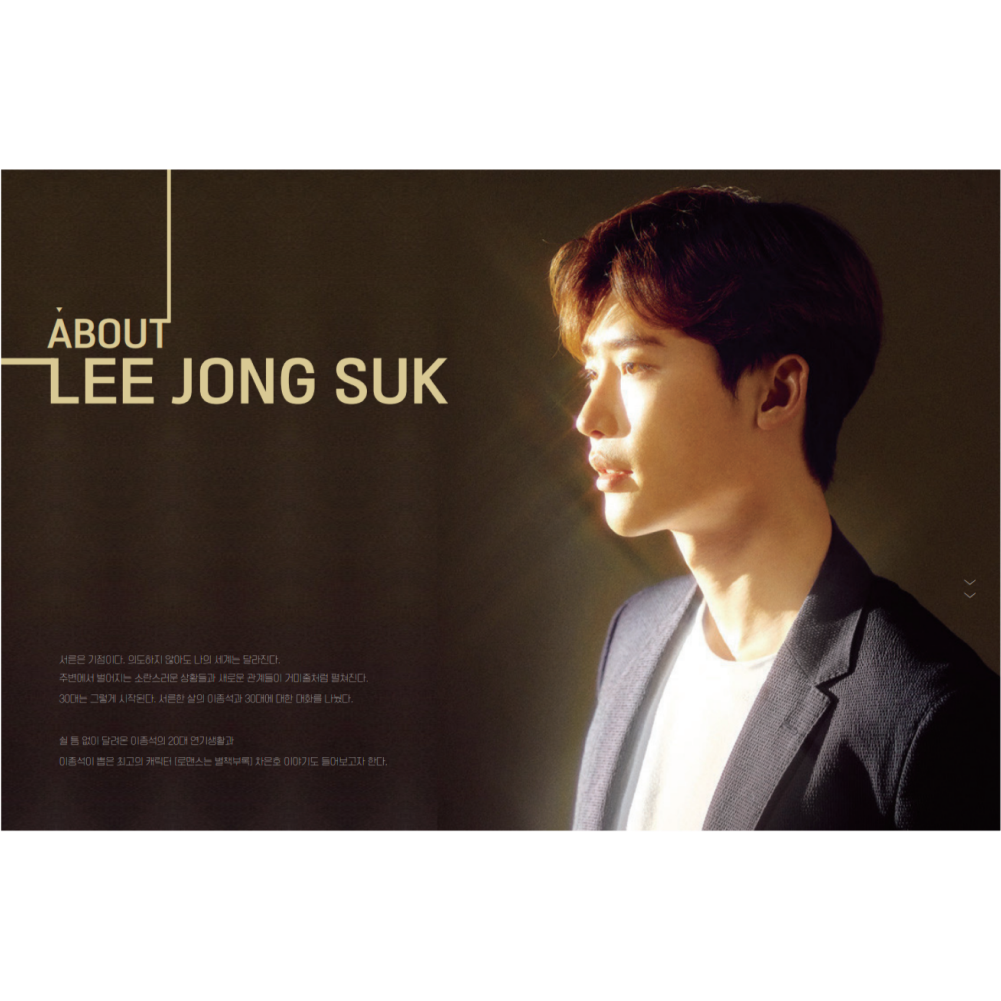 ABOUT
LEE JONG SUK
서른은 기점이다. 의도하지 않아도 나의 세계는 달라진다.
주변에서 벌어지는 소란스러운 상황들과 새로운 관계들이 거미줄처럼 펼쳐진다.
30대는 그렇게 시작된다. 서른한 살의 이종석과 30대에 대한 대화를 나눴다.
쉴 틈 없이 달려온 이종석의 20대 연기생활과
이종석이 뽑은 최고의 캐릭터 [로맨스는 별책부록] 차은호 이야기도 들어보고자 한다.